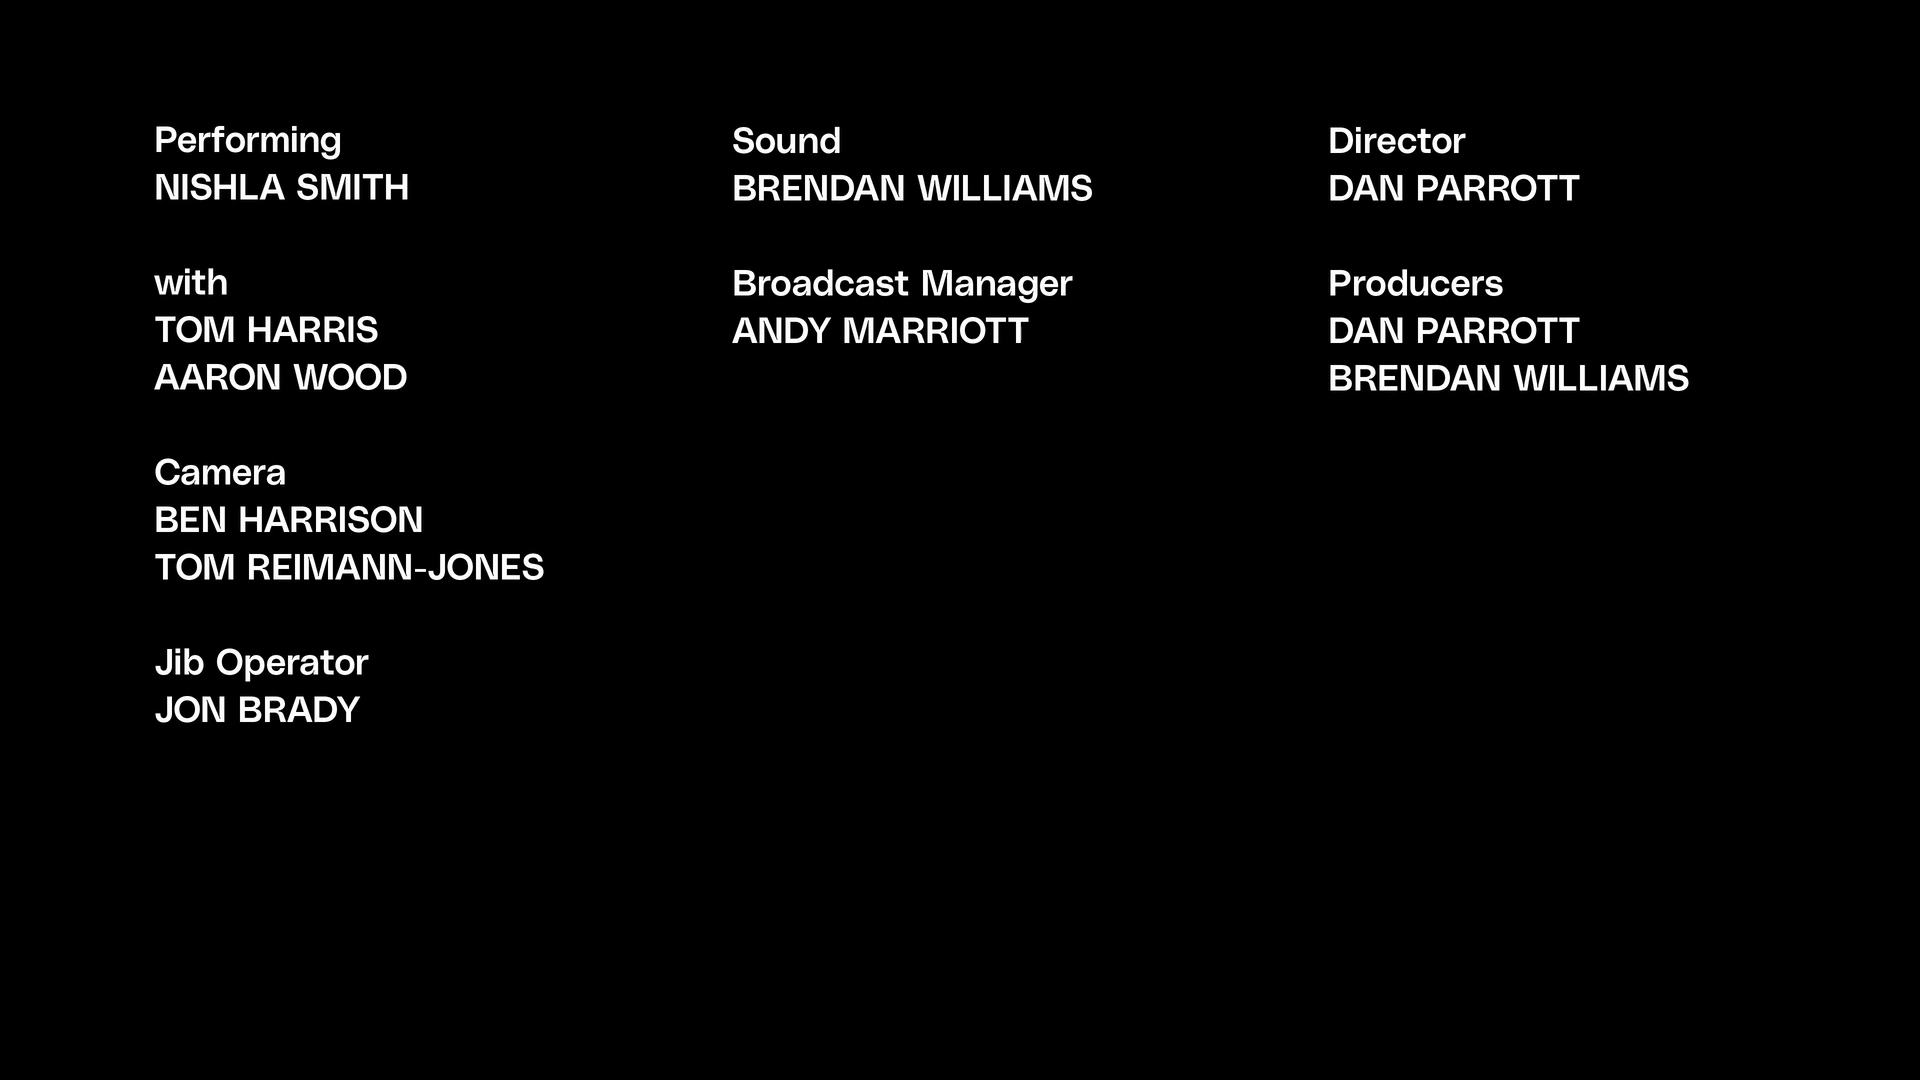 Performing
NISHLA SMITH
with
TOM HARRIS
AARON WOOD
Camera
BEN HARRISON
TOM REIMANN-JONES
Jib Operator
JON BRADY
Sound
BRENDAN WILLIAMS
Broadcast Manager
ANDY MARRIOTT
Director
DAN PARROTT
Producers
DAN PARROTT
BRENDAN WILLIAMS